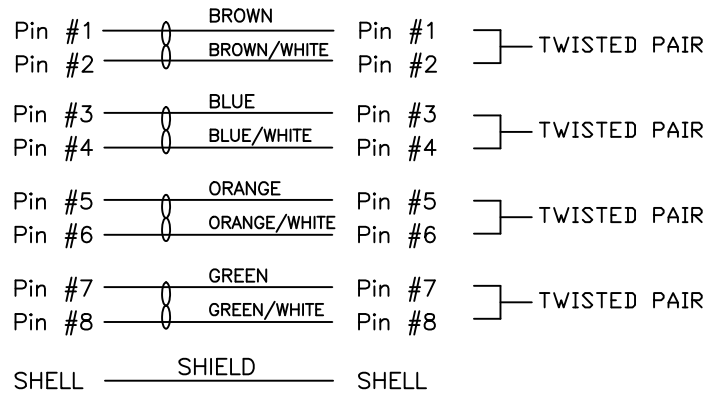 BROWN
Pin #1 Pin #1
BROWN/WHITE TWISTED PAIR
Pin #2 Pin #2
BLUE
Pin #3 Pin #3
BLUE/WHITE TWISTED PAIR
Pin #4 Pin #4
ORANGE
Pin #5 Pin #5
ORANGE/WHITE TWISTED PAIR
Pin #6 Pin #6
GREEN
Pin #7 Pin #7
GREEN/WHITE TWISTED PAIR
Pin #8 Pin #8
SHIELD
SHELL SHELL